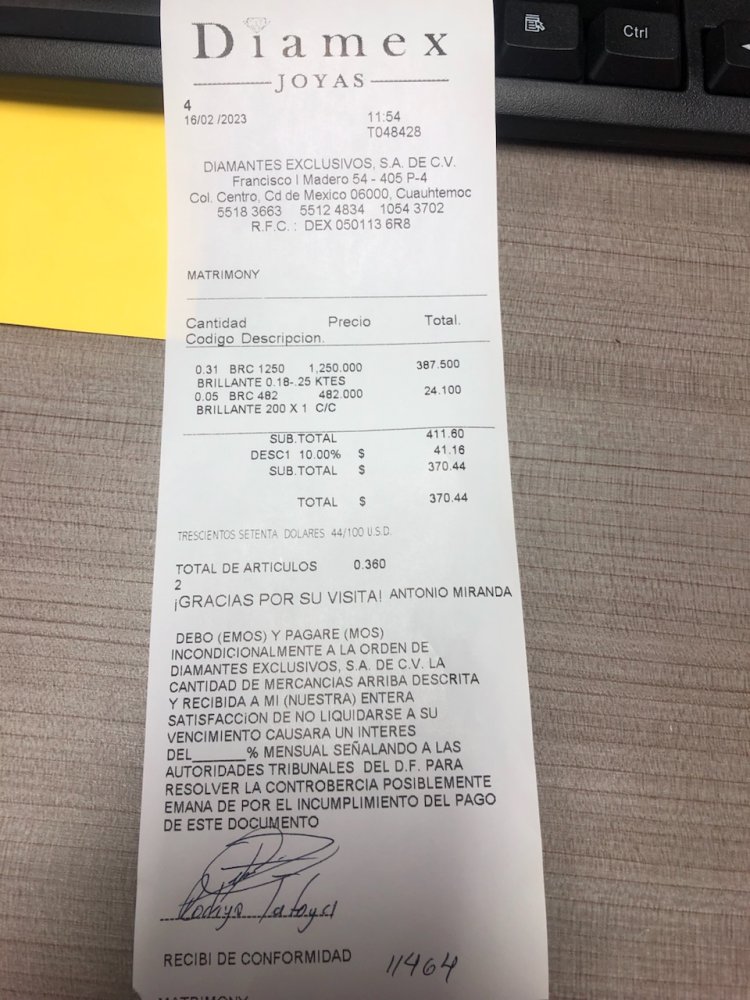 Diamex
JOYAS
4
16/02 /2023 11:54
T048428
DIAMANTES EXCLUSIVOS, S.A. DE C.V.
Francisco I Madero 54 - 405 P-4
Col. Centro, Cd de Mexico 06000, Cuauhtemoc
5518 3663 5512 4834 1054 3702
R.F.C. : DEX 050113 6R8
MATRIMONY
Cantidad Precio Total.
Codigo Descripcion.
0.31 BRC 1250 1,250.000 387.500
BRILLANTE 0.18-.25 KTES
0.05 BRC 482 482.000 24.100
BRILLANTE 200 X 1 C/C
SUB.TOTAL 411.60
DESC1 10.00% $ 41.16
SUB.TOTAL $ 370.44
TOTAL $ 370.44
TRESCIENTOS SETENTA DOLARES 44/100 U.S.D.
TOTAL DE ARTICULOS 0.360
2
¡GRACIAS POR SU VISITA! ANTONIO MIRANDA
DEBO (EMOS) Y PAGARE (MOS)
INCONDICIONALMENTE A LA ORDEN DE
DIAMANTES EXCLUSIVOS, S.A. DE C.V. LA
CANTIDAD DE MERCANCIAS ARRIBA DESCRITA
Y RECIBIDA A MI (NUESTRA) ENTERA
SATISFACCION DE NO LIQUIDARSE A SU
VENCIMIENTO CAUSARA UN INTERES
DEL______% MENSUAL SEÑALANDO A LAS
AUTORIDADES TRIBUNALES DEL D.F. PARA
RESOLVER LA CONTROBERCIA POSIBLEMENTE
EMANA DE POR EL INCUMPLIMIENTO DEL PAGO
DE ESTE DOCUMENTO
RECIBI DE CONFORMIDAD 11464
MATRIMONY
Ctrl